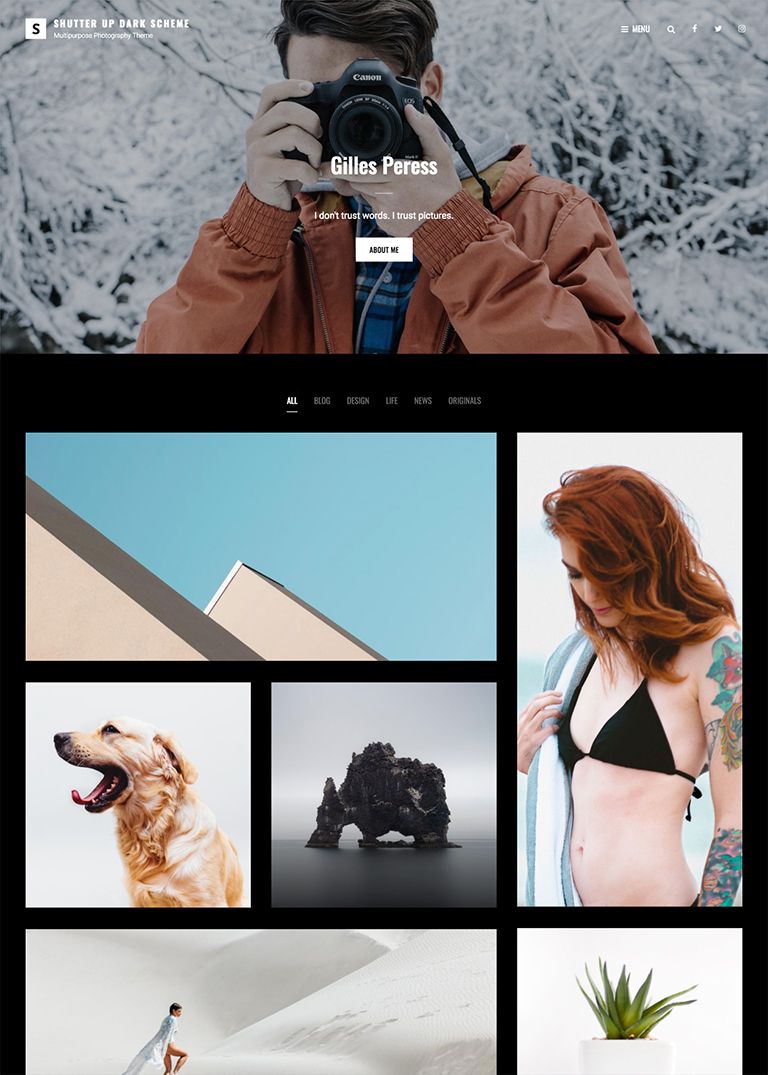 S
SHUTTER UP DARK SCHEME
Multipurpose Photography Theme
MENU
Canon
EOS
Gilles Peress
I don't trust words. I trust pictures.
ABOUT ME
ALL BLOG DESIGN LIFE NEWS ORIGINALS